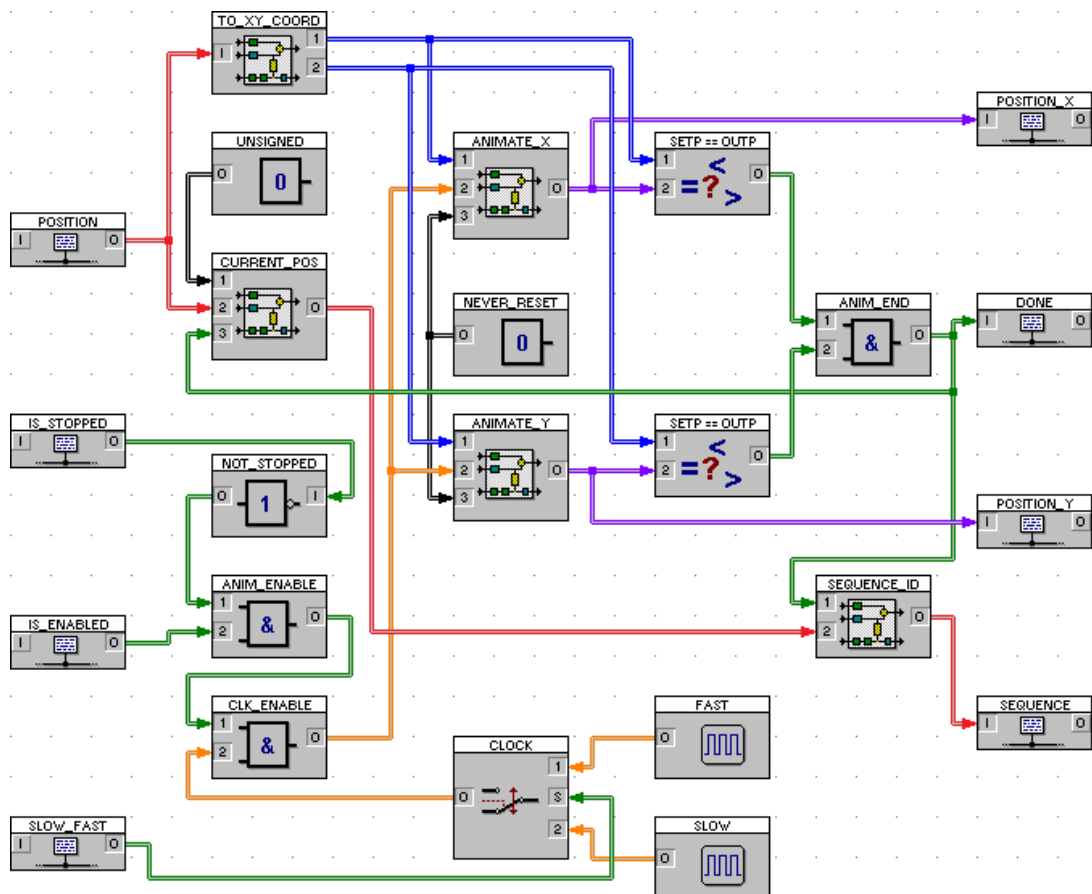 TO_XY_COORD
I
1
2
POSITION_X
I
O
UNSIGNED
O
0
ANIMATE_X
1
2
3
O
SETP == OUTP
1
2
=?
<
>
O
POSITION
I
O
CURRENT_POS
1
2
3
O
NEVER_RESET
O
0
ANIM_END
1
2
&
O
DONE
I
O
IS_STOPPED
I
O
NOT_STOPPED
O
1
I
ANIMATE_Y
1
2
3
O
SETP == OUTP
1
2
=?
<
>
O
POSITION_Y
I
O
ANIM_ENABLE
1
2
&
O
IS_ENABLED
I
O
SEQUENCE_ID
1
2
O
CLK_ENABLE
1
2
&
O
CLOCK
O
1
S
2
FAST
O
SEQUENCE
I
O
SLOW_FAST
I
O
SLOW
O